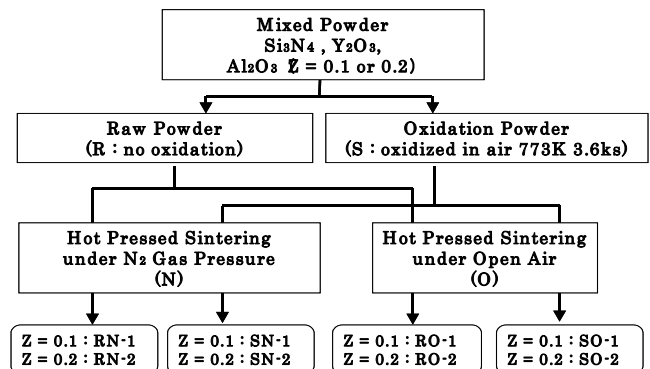 Mixed Powder
Si3N4 , Y2O3,
Al2O3 Z = 0.1 or 0.2)
Raw Powder
(R : no oxidation)
Oxidation Powder
(S : oxidized in air 773K 3.6ks)
Hot Pressed Sintering
under N2 Gas Pressure
(N)
Hot Pressed Sintering
under Open Air
(O)
Z = 0.1 : RN-1
Z = 0.2 : RN-2
Z = 0.1 : SN-1
Z = 0.2 : SN-2
Z = 0.1 : RO-1
Z = 0.2 : RO-2
Z = 0.1 : SO-1
Z = 0.2 : SO-2